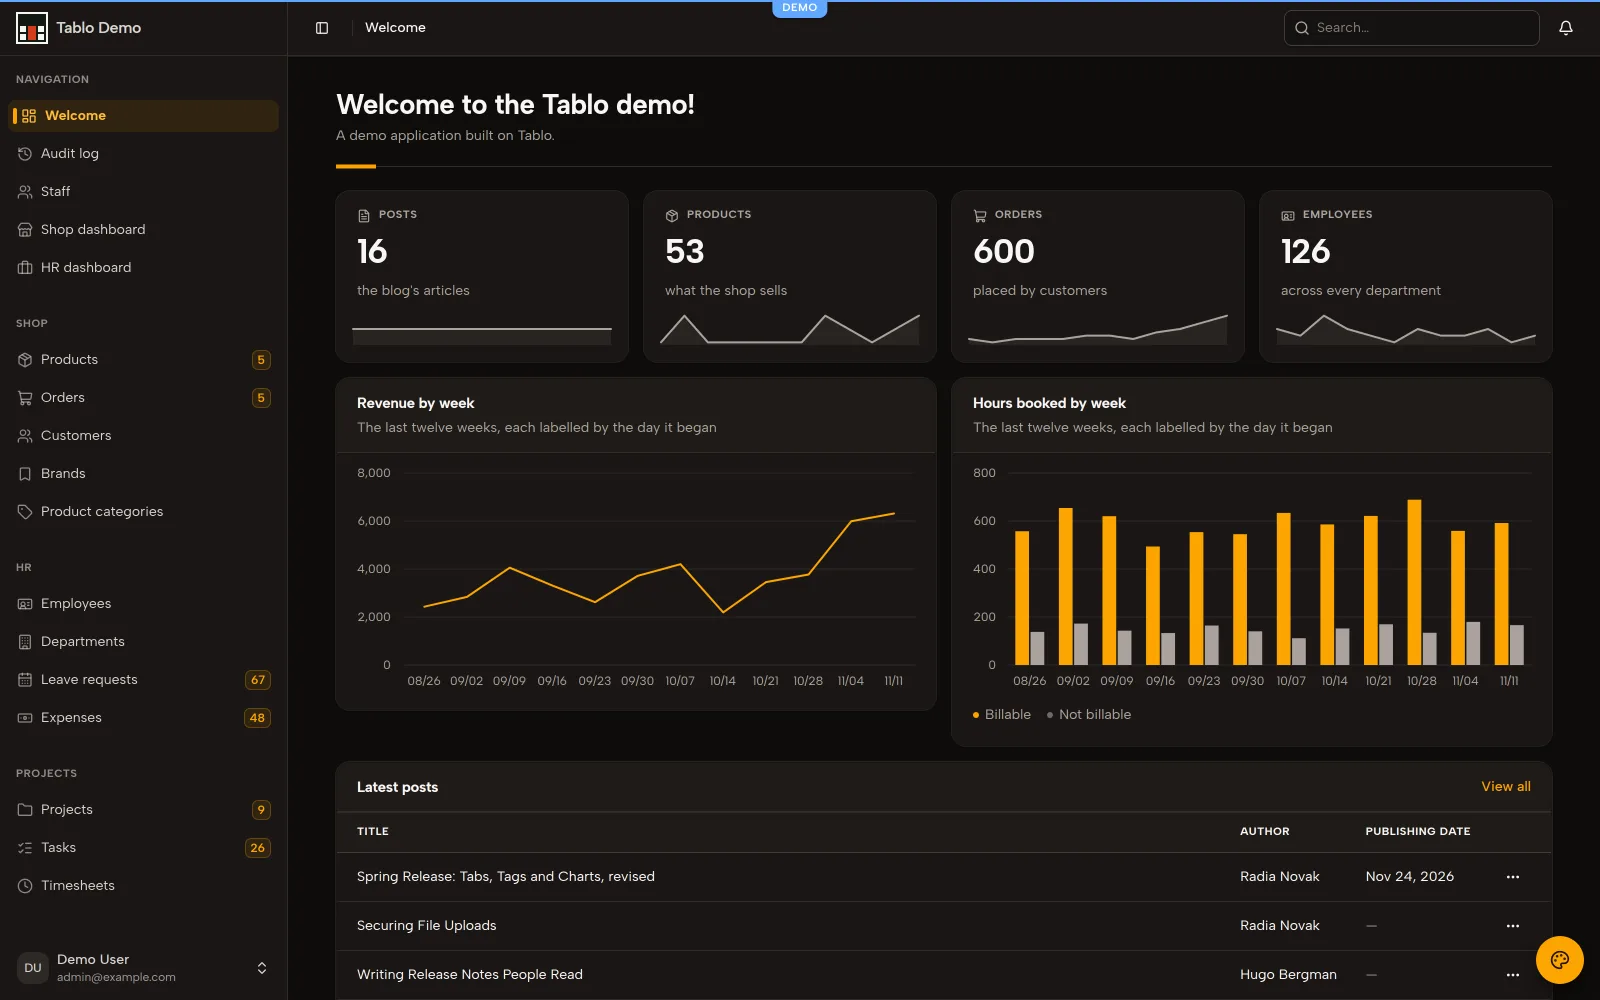 DEMO
Tablo Demo
Welcome
Search...
NAVIGATION
Welcome
Audit log
Staff
Shop dashboard
HR dashboard
SHOP
Products 5
Orders 5
Customers
Brands
Product categories
HR
Employees
Departments
Leave requests 67
Expenses 48
PROJECTS
Projects 9
Tasks 26
Timesheets
DU
Demo User
admin@example.com
Welcome to the Tablo demo!
A demo application built on Tablo.
POSTS
16
the blog's articles
PRODUCTS
53
what the shop sells
ORDERS
600
placed by customers
EMPLOYEES
126
across every department
Revenue by week
The last twelve weeks, each labelled by the day it began
8,000
6,000
4,000
2,000
0
08/26 09/02 09/09 09/16 09/23 09/30 10/07 10/14 10/21 10/28 11/04 11/11
Hours booked by week
The last twelve weeks, each labelled by the day it began
800
600
400
200
0
08/26 09/02 09/09 09/16 09/23 09/30 10/07 10/14 10/21 10/28 11/04 11/11
Billable Not billable
Latest posts View all
TITLE AUTHOR PUBLISHING DATE
Spring Release: Tabs, Tags and Charts, revised Radia Novak Nov 24, 2026
Securing File Uploads Radia Novak —
Writing Release Notes People Read Hugo Bergman —